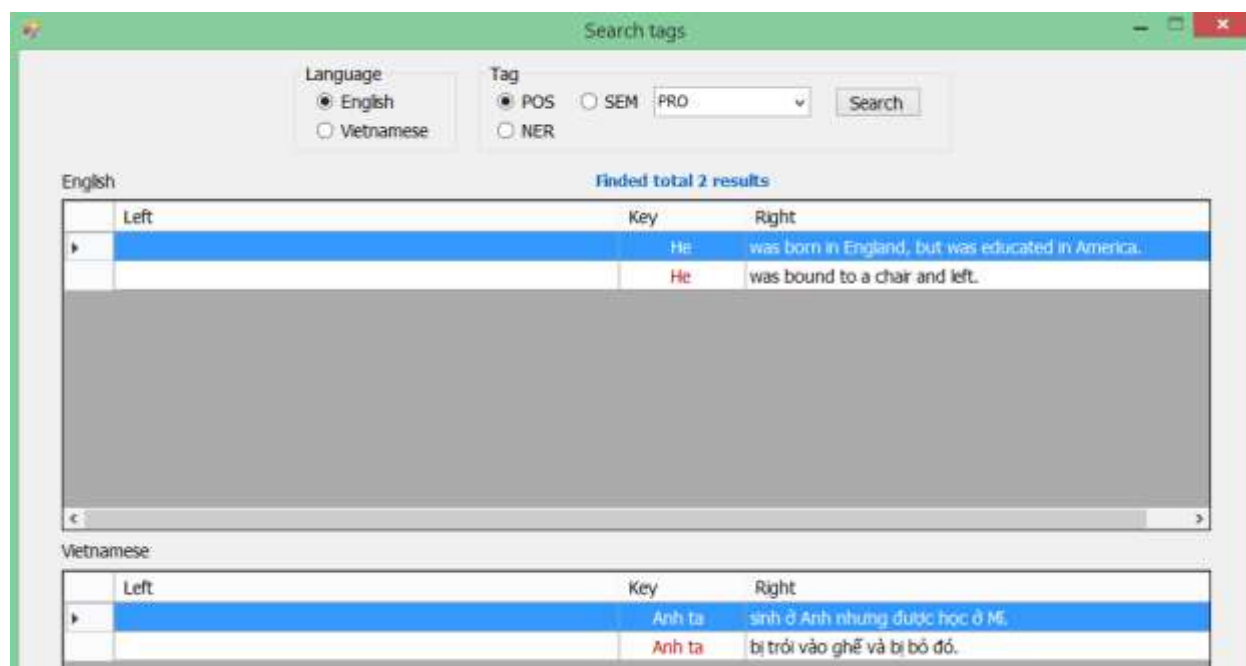 Search tags
Language
English
Vietnamese
Tag
POS SEM PRO Search
NER
English Finded total 2 results
Left Key Right
He was born in England, but was educated in America.
He was bound to a chair and left.
Vietnamese
Left Key Right
Anh ta sinh ở Anh nhưng được học ở Mĩ.
Anh ta bị trói vào ghế và bị bỏ đó.